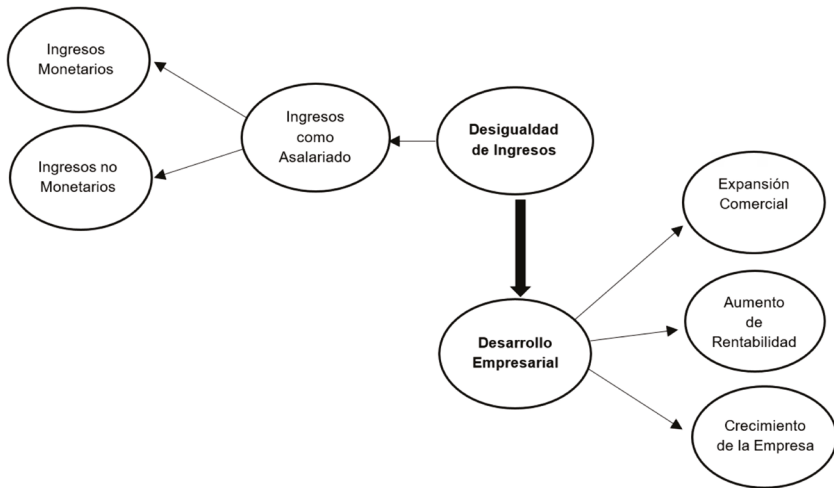 Ingresos
Monetarios
Ingresos no
Monetarios
Ingresos
como
Asalariado
Desigualdad
de Ingresos
Desarrollo
Empresarial
Expansión
Comercial
Aumento
de
Rentabilidad
Crecimiento
de la Empresa